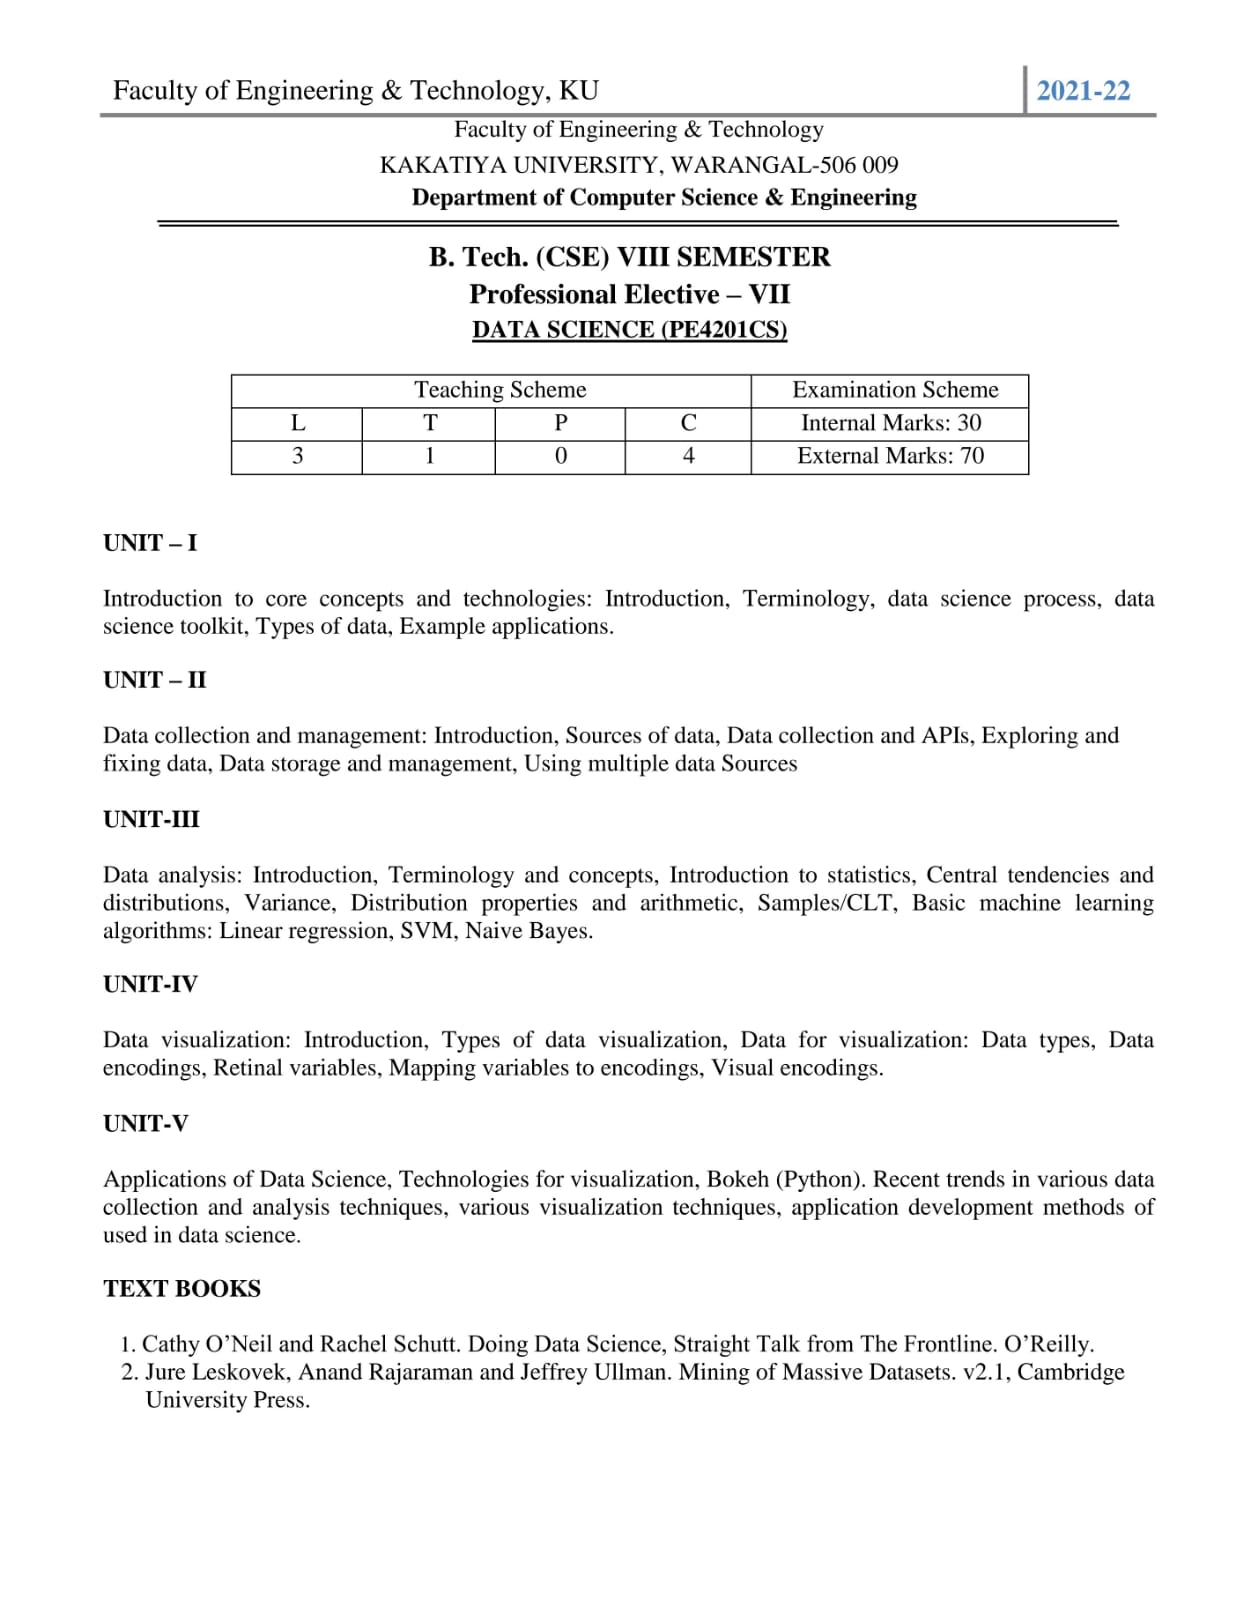 Faculty of Engineering & Technology, KU 2021-22
Faculty of Engineering & Technology
KAKATIYA UNIVERSITY, WARANGAL-506 009
Department of Computer Science & Engineering
B. Tech. (CSE) VIII SEMESTER
Professional Elective – VII
DATA SCIENCE (PE4201CS)
Teaching Scheme Examination Scheme
L T P C Internal Marks: 30
3 1 0 4 External Marks: 70
UNIT – I
Introduction to core concepts and technologies: Introduction, Terminology, data science process, data
science toolkit, Types of data, Example applications.
UNIT – II
Data collection and management: Introduction, Sources of data, Data collection and APIs, Exploring and
fixing data, Data storage and management, Using multiple data Sources
UNIT-III
Data analysis: Introduction, Terminology and concepts, Introduction to statistics, Central tendencies and
distributions, Variance, Distribution properties and arithmetic, Samples/CLT, Basic machine learning
algorithms: Linear regression, SVM, Naive Bayes.
UNIT-IV
Data visualization: Introduction, Types of data visualization, Data for visualization: Data types, Data
encodings, Retinal variables, Mapping variables to encodings, Visual encodings.
UNIT-V
Applications of Data Science, Technologies for visualization, Bokeh (Python). Recent trends in various data
collection and analysis techniques, various visualization techniques, application development methods of
used in data science.
TEXT BOOKS
1. Cathy O’Neil and Rachel Schutt. Doing Data Science, Straight Talk from The Frontline. O’Reilly.
2. Jure Leskovek, Anand Rajaraman and Jeffrey Ullman. Mining of Massive Datasets. v2.1, Cambridge
University Press.